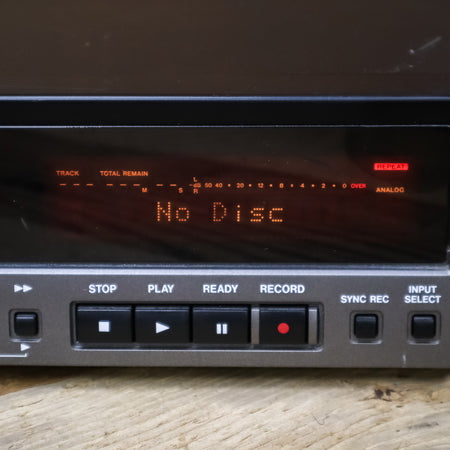 REPEAT
TRACK TOTAL REMAIN
L
dB 50 40 • 20 • 12 • 8 • 4 • 2 • 0 OVER ANALOG
M S R
No Disc
STOP PLAY READY RECORD
SYNC REC
INPUT
SELECT